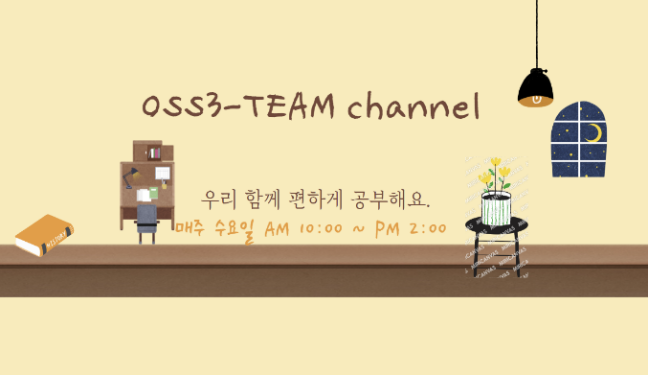 OSS3-TEAM channel
우리 함께 편하게 공부해요.
매주 수요일 AM 10:00 ~ PM 2:00
HISTORY